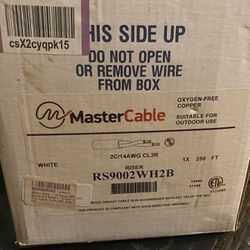 csX2cyqpk15
THIS SIDE UP
DO NOT OPEN
OR REMOVE WIRE
FROM BOX
MasterCable
OXYGEN-FREE
COPPER
SUITABLE FOR
OUTDOOR USE
2C/14AWG CL3R
WHITE
RISER
1X 250 FT
RS9002WH2B